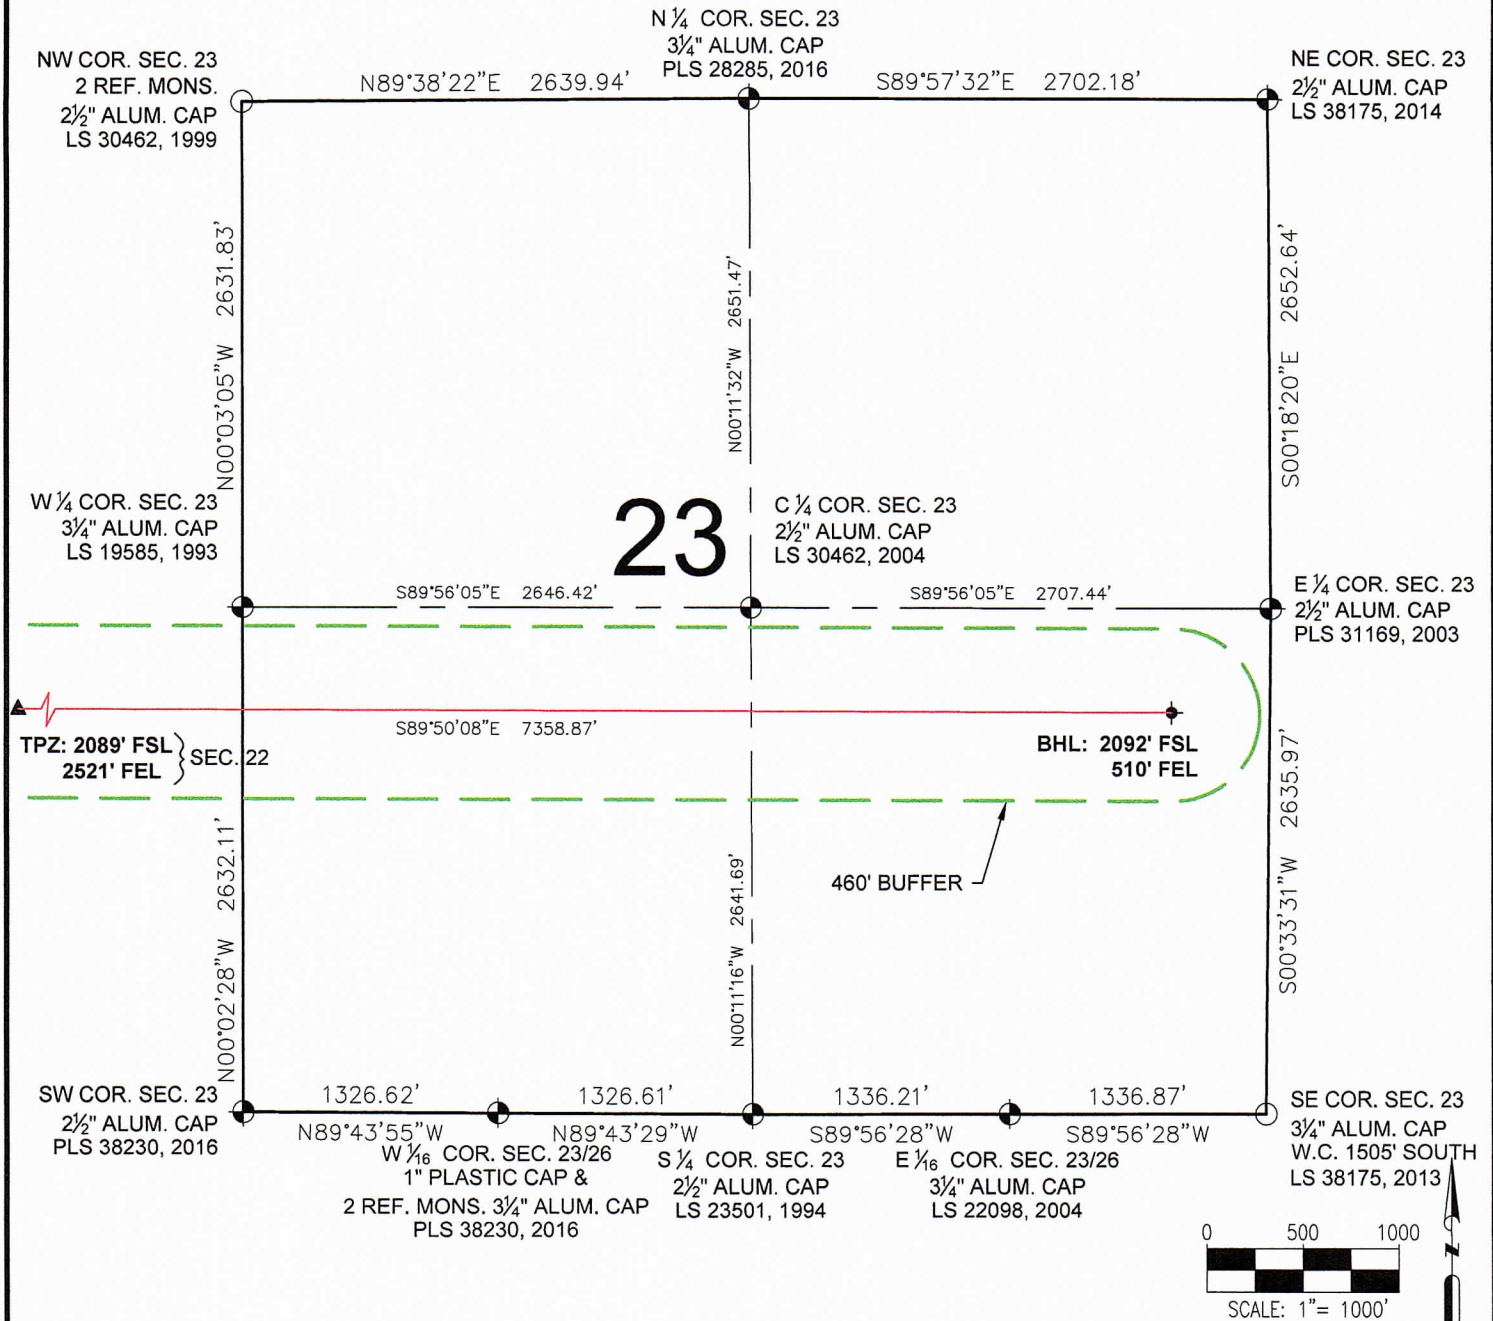 N ¼ COR. SEC. 23
3¼" ALUM. CAP
PLS 28285, 2016
NW COR. SEC. 23
2 REF. MONS.
2½" ALUM. CAP
LS 30462, 1999
N89°38'22"E 2639.94'
S89°57'32"E 2702.18'
NE COR. SEC. 23
2½" ALUM. CAP
LS 38175, 2014
N00°03'05"W 2631.83'
N00°11'32"W 2651.47'
S00°18'20"E 2652.64'
W ¼ COR. SEC. 23
3¼" ALUM. CAP
LS 19585, 1993
23
C ¼ COR. SEC. 23
2½" ALUM. CAP
LS 30462, 2004
S89°56'05"E 2646.42'
S89°56'05"E 2707.44'
E ¼ COR. SEC. 23
2½" ALUM. CAP
PLS 31169, 2003
S89°50'08"E 7358.87'
TPZ: 2089' FSL
2521' FEL
SEC. 22
BHL: 2092' FSL
510' FEL
460' BUFFER
N00°02'28"W 2632.11'
N00°11'16"W 2641.69'
S00°33'31"W 2635.97'
SW COR. SEC. 23
2½" ALUM. CAP
PLS 38230, 2016
1326.62'
N89°43'55"W
1326.61'
N89°43'29"W
1336.21'
S89°56'28"W
1336.87'
S89°56'28"W
W 1⁄16 COR. SEC. 23/26
1" PLASTIC CAP &
2 REF. MONS. 3¼" ALUM. CAP
PLS 38230, 2016
S ¼ COR. SEC. 23
2½" ALUM. CAP
LS 23501, 1994
E 1⁄16 COR. SEC. 23/26
3¼" ALUM. CAP
LS 22098, 2004
SE COR. SEC. 23
3¼" ALUM. CAP
W.C. 1505' SOUTH
LS 38175, 2013
0 500 1000
SCALE: 1"= 1000'
N